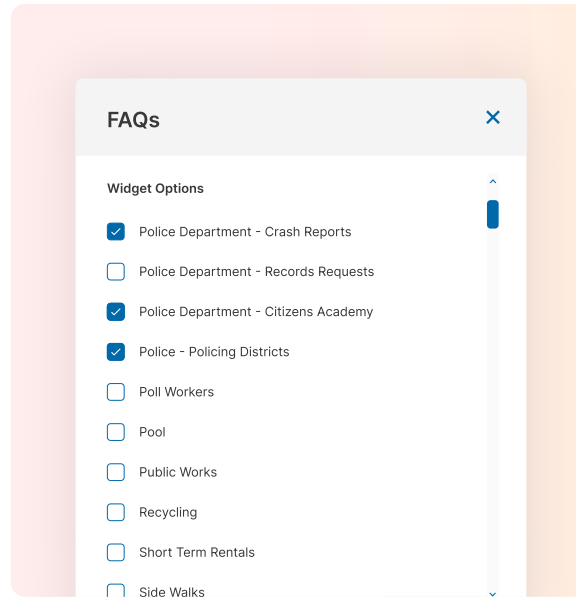 FAQs
Widget Options
Police Department - Crash Reports
Police Department - Records Requests
Police Department - Citizens Academy
Police - Policing Districts
Poll Workers
Pool
Public Works
Recycling
Short Term Rentals
Side Walks